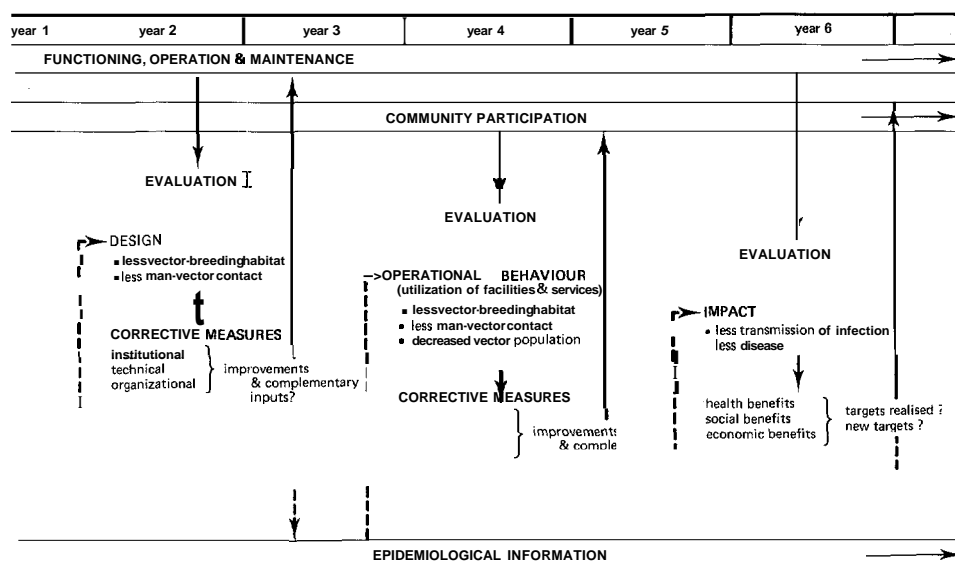 year 1 year 2 year 3 year 4 year 5 year 6
FUNCTIONING, OPERATION & MAINTENANCE
COMMUNITY PARTICIPATION
EVALUATION
DESIGN
lessvector-breedinghabitat
less man-vector contact
CORRECTIVE MEASURES
institutional
technical
organizational
improvements
& complementary
inputs?
EVALUATION
OPERATIONAL BEHAVIOUR
(utilization of facilities & services)
lessvector-breedinghabitat
less man-vector contact
decreased vector population
CORRECTIVE MEASURES
improvements
& comple
EVALUATION
IMPACT
less transmission of infection
less disease
health benefits
social benefits
economic benefits
targets realised ?
new targets ?
EPIDEMIOLOGICAL INFORMATION